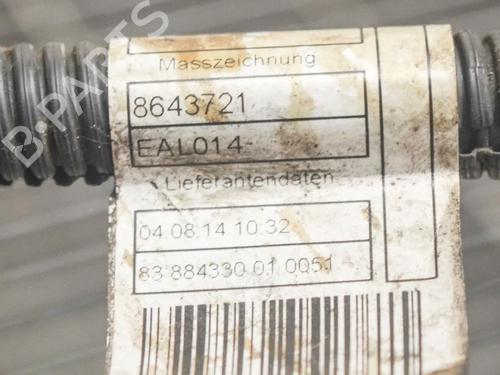 Masszeichnung
8643721
EAL014-
Lieferantendaten
04 08 14 10 32
83 884330 01 0051
B-PARTS